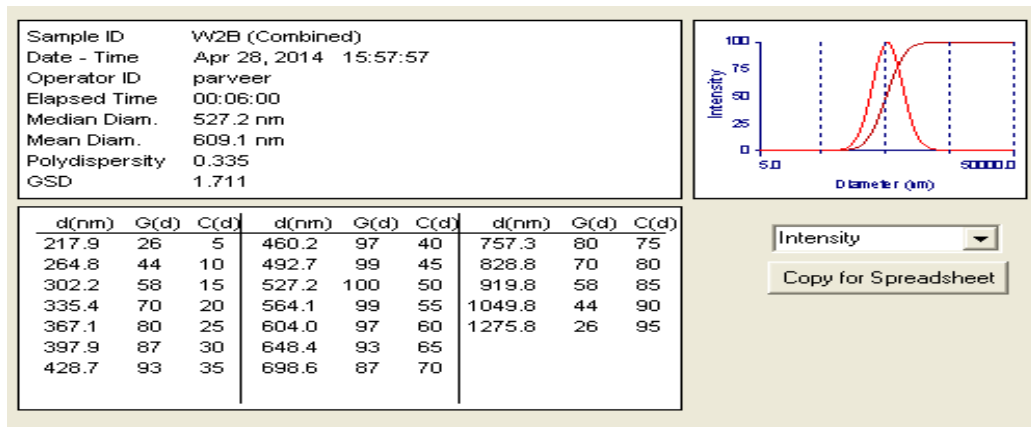 Sample ID W2B (Combined)
Date - Time Apr 28, 2014 15:57:57
Operator ID parveer
Elapsed Time 00:06:00
Median Diam. 527.2 nm
Mean Diam. 609.1 nm
Polydispersity 0.335
GSD 1.711
100
75
50
25
0
Intensity
5.0 50000.0
Diameter (nm)
d(nm) G(d) C(d) d(nm) G(d) C(d) d(nm) G(d) C(d)
217.9 26 5 460.2 97 40 757.3 80 75
264.8 44 10 492.7 99 45 828.8 70 80
302.2 58 15 527.2 100 50 919.8 58 85
335.4 70 20 564.1 99 55 1049.8 44 90
367.1 80 25 604.0 97 60 1275.8 26 95
397.9 87 30 648.4 93 65
428.7 93 35 698.6 87 70
Intensity
Copy for Spreadsheet